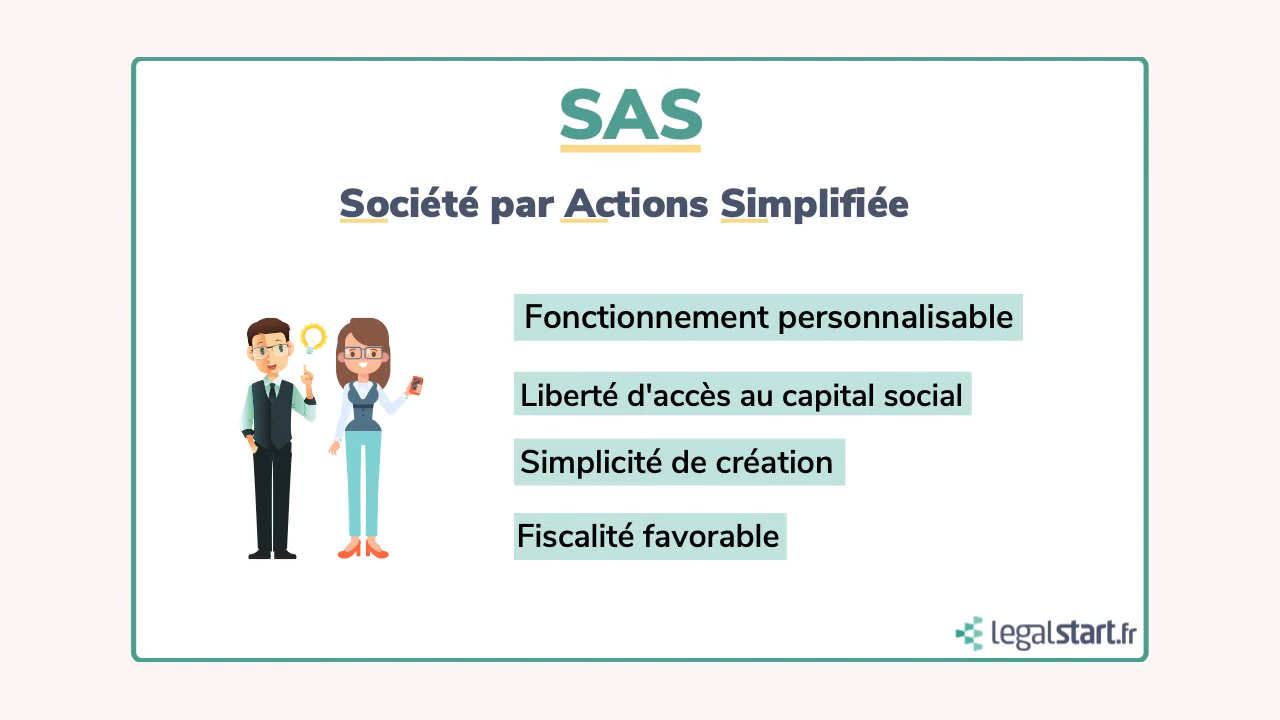 SAS
Société par Actions Simplifiée
Fonctionnement personnalisable
Liberté d'accès au capital social
Simplicité de création
Fiscalité favorable
legalstart.fr